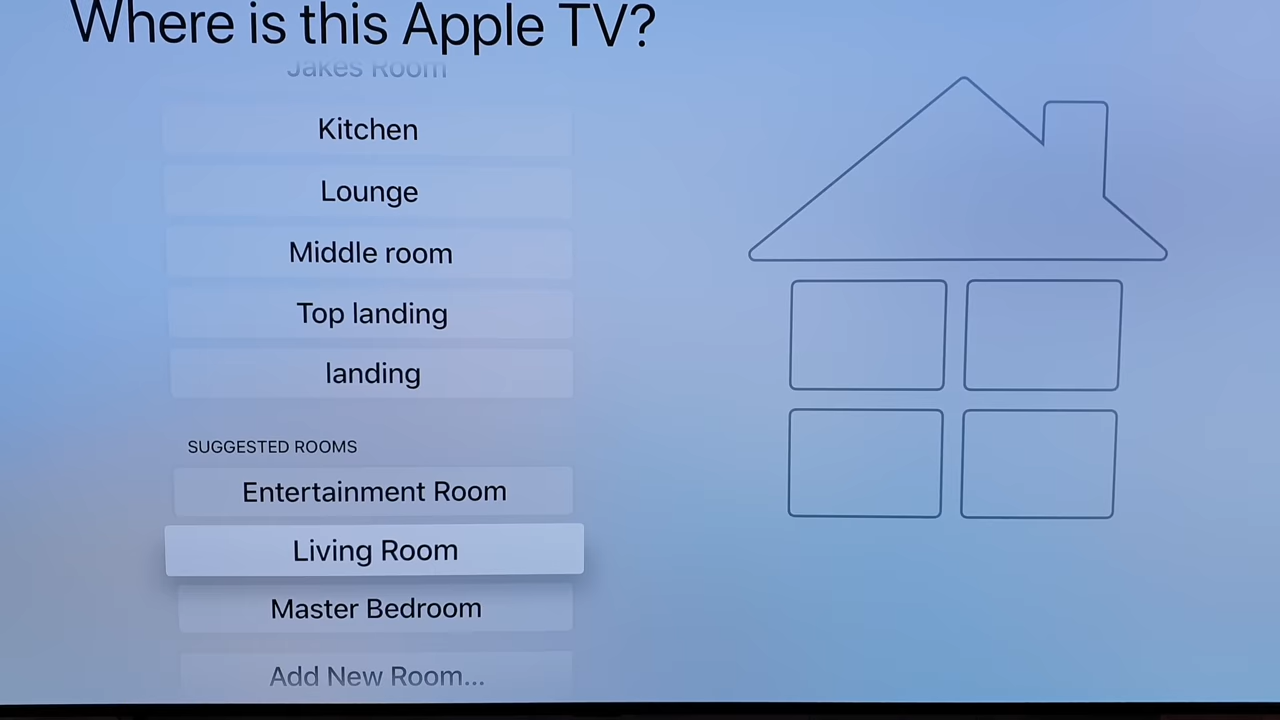 Where is this Apple TV?
Jakes Room
Kitchen
Lounge
Middle room
Top landing
landing
SUGGESTED ROOMS
Entertainment Room
Living Room
Master Bedroom
Add New Room...